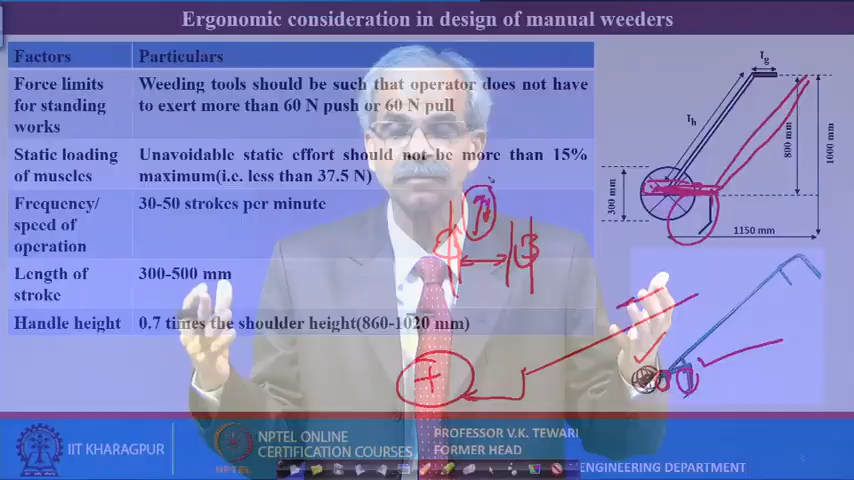 Ergonomic consideration in design of manual weeders
Factors
Particulars
Force limits
for standing
works
Weeding tools should be such that operator does not have
to exert more than 60 N push or 60 N pull
Static loading
of muscles
Unavoidable static effort should not be more than 15%
maximum(i.e. less than 37.5 N)
Frequency/
speed of
operation
30-50 strokes per minute
Length of
stroke
300-500 mm
Handle height
0.7 times the shoulder height(860-1020 mm)
Ig
Ih
800 mm
1000 mm
300 mm
1150 mm
IIT KHARAGPUR
NPTEL
NPTEL ONLINE
CERTIFICATION COURSES
PROFESSOR V.K. TEWARI
FORMER HEAD
ENGINEERING DEPARTMENT
3